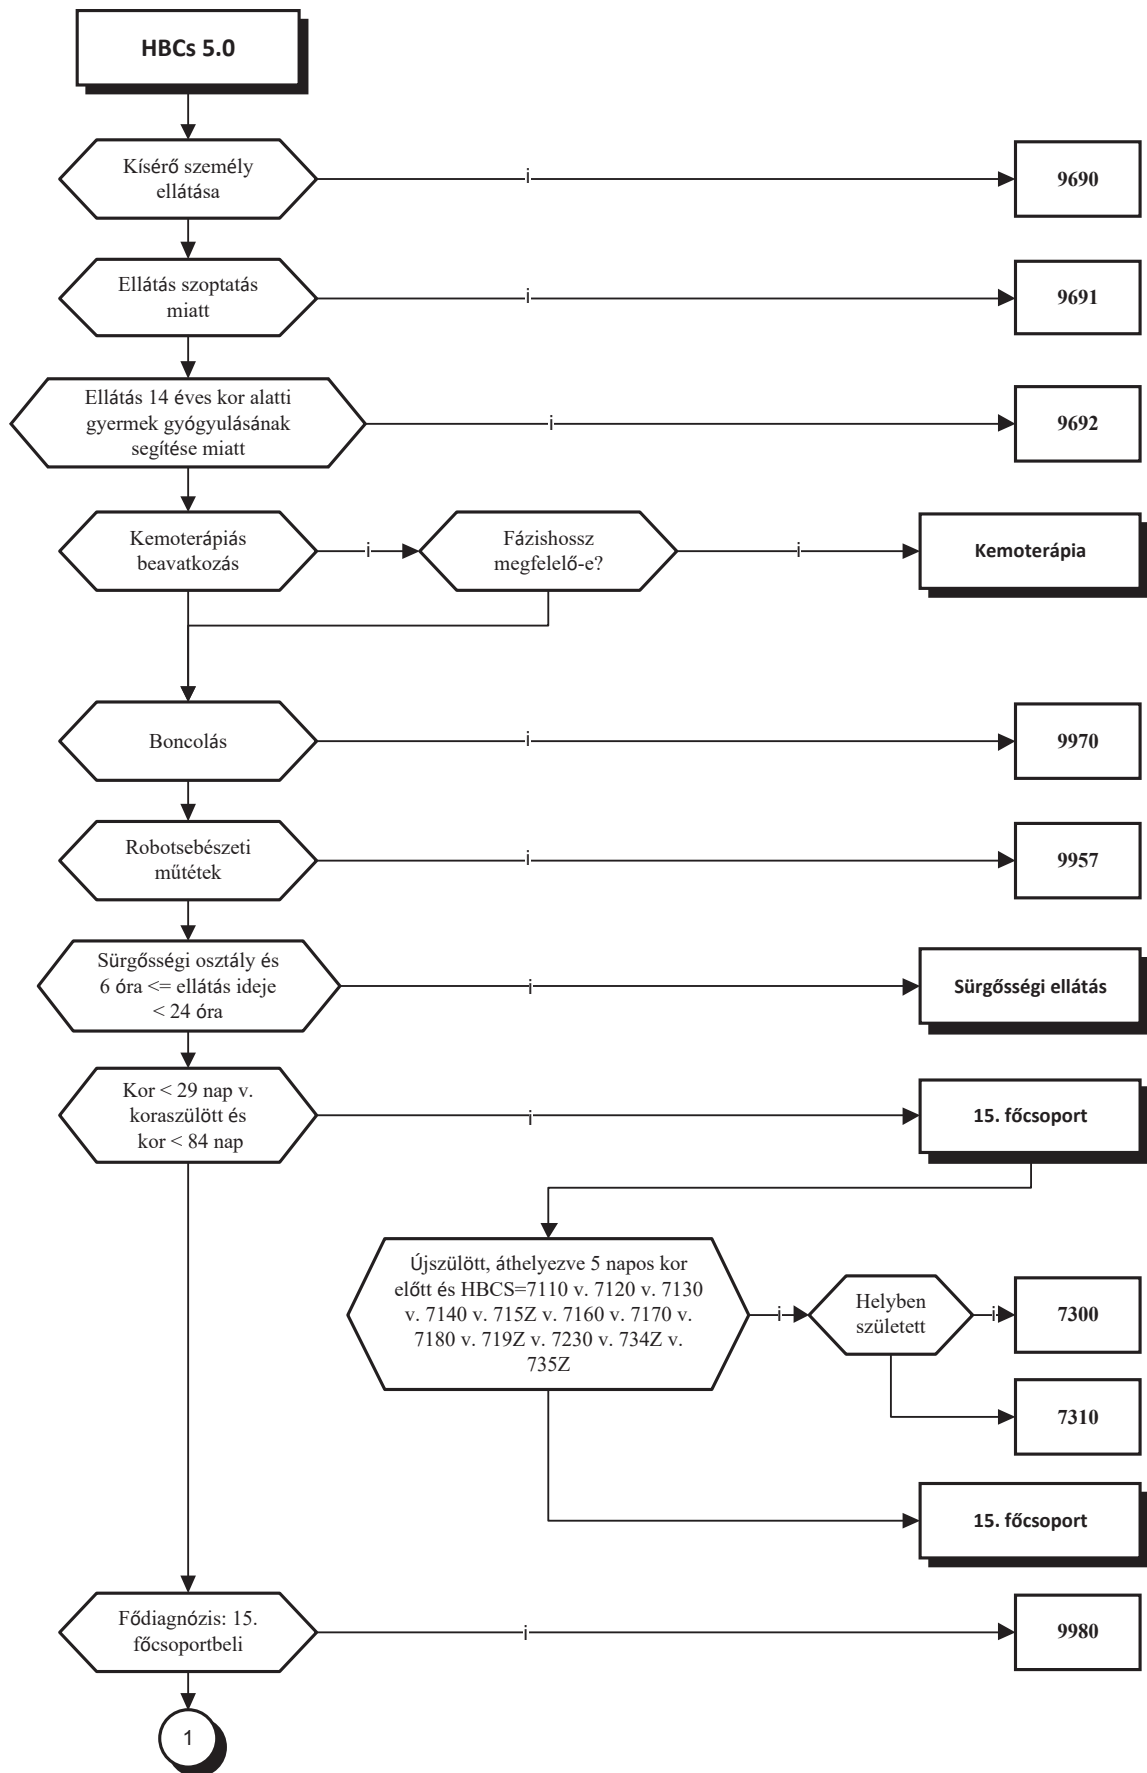 HBCs 5.0
Kísérő személy
ellátása
i
9690
Ellátás szoptatás
miatt
i
9691
Ellátás 14 éves kor alatti
gyermek gyógyulásának
segítése miatt
i
9692
Kemoterápiás
beavatkozás
i
Fázishossz
megfelelő-e?
i
Kemoterápia
Boncolás
i
9970
Robotsebészeti
műtétek
i
9957
Sürgősségi osztály és
6 óra <= ellátás ideje
< 24 óra
i
Sürgősségi ellátás
Kor < 29 nap v.
koraszülött és
kor < 84 nap
i
15. főcsoport
Újszülött, áthelyezve 5 napos kor
előtt és HBCS=7110 v. 7120 v. 7130
v. 7140 v. 715Z v. 7160 v. 7170 v.
7180 v. 719Z v. 7230 v. 734Z v.
735Z
i
Helyben
született
i
7300
7310
15. főcsoport
Fődiagnózis: 15.
főcsoportbeli
i
9980
1